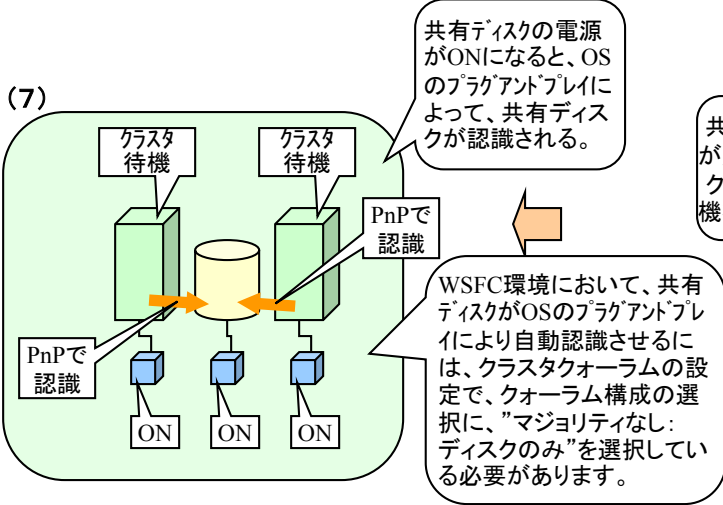 共有ディスクの電源
がONになると、OS
のプラグアンドプレイに
よって、共有ディス
クが認識される。
(7)
共
が
ク
機
クラスタ
待機
クラスタ
待機
PnPで
認識
WSFC環境において、共有
ディスクがOSのプラグアンドプレ
イにより自動認識させるに
は、クラスタクォーラムの設
定で、クォーラム構成の選
択に、”マジョリティなし：
ディスクのみ”を選択してい
る必要があります。
PnPで
認識
ON
ON
ON